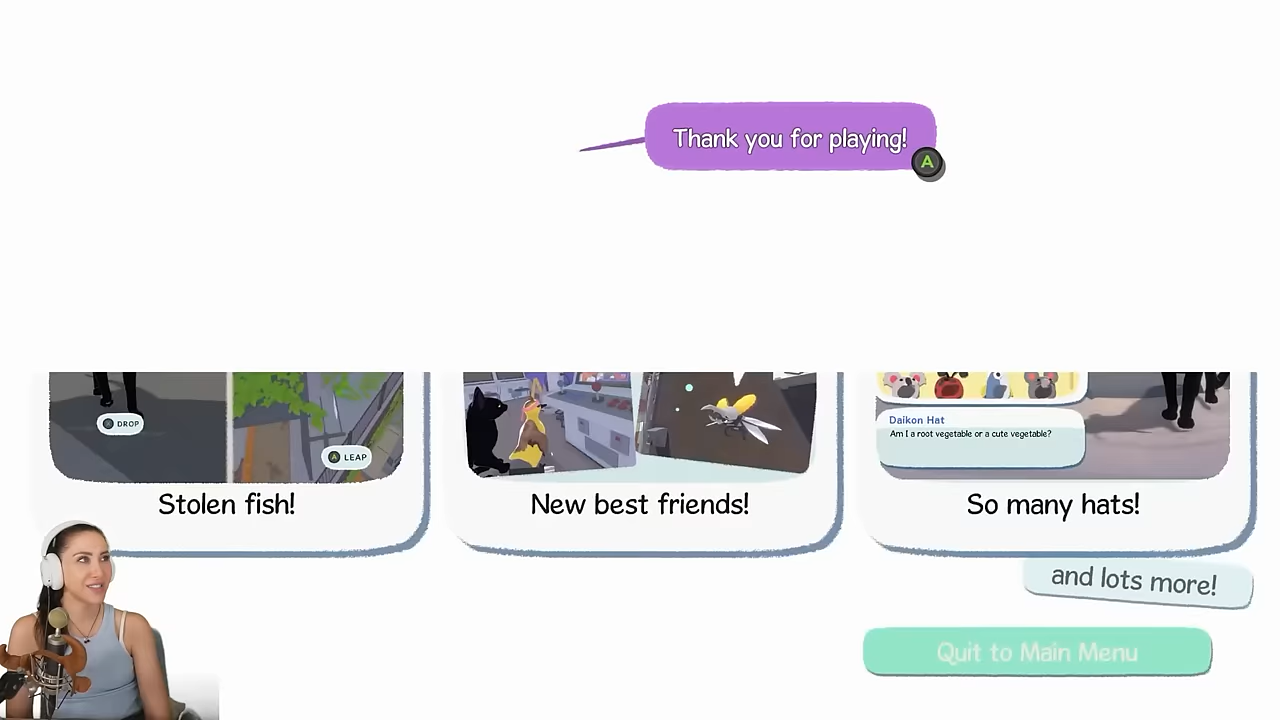 Thank you for playing!
A
A DROP
A LEAP
Daikon Hat
Am I a root vegetable or a cute vegetable?
Stolen fish!
New best friends!
So many hats!
and lots more!
Quit to Main Menu